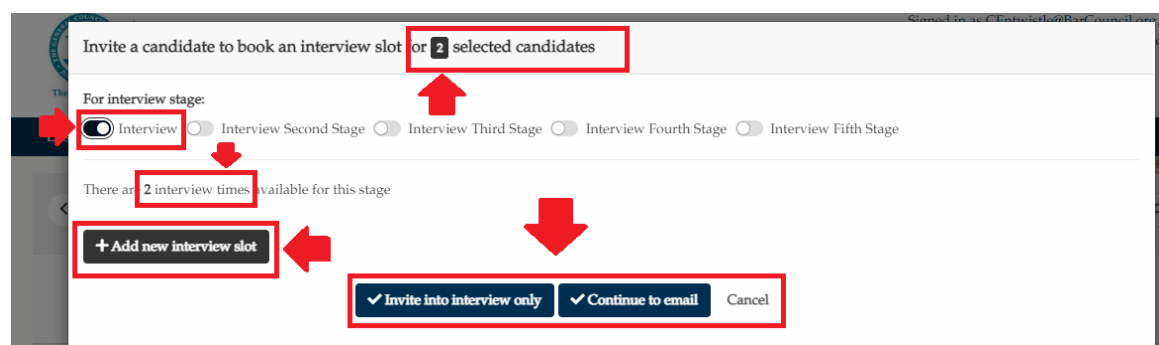 Signed in as CEntwistle@BarCouncil.org
Invite a candidate to book an interview slot for 2 selected candidates
For interview stage:
Interview Interview Second Stage Interview Third Stage Interview Fourth Stage Interview Fifth Stage
There are 2 interview times available for this stage
+ Add new interview slot
✓ Invite into interview only ✓ Continue to email Cancel